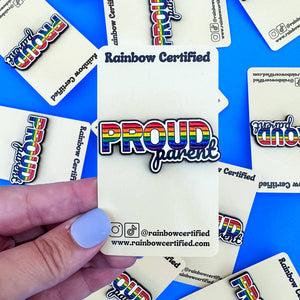 Rainbow Certified
PROUD
parent
@rainbowcertified
www.rainbowcertified.com